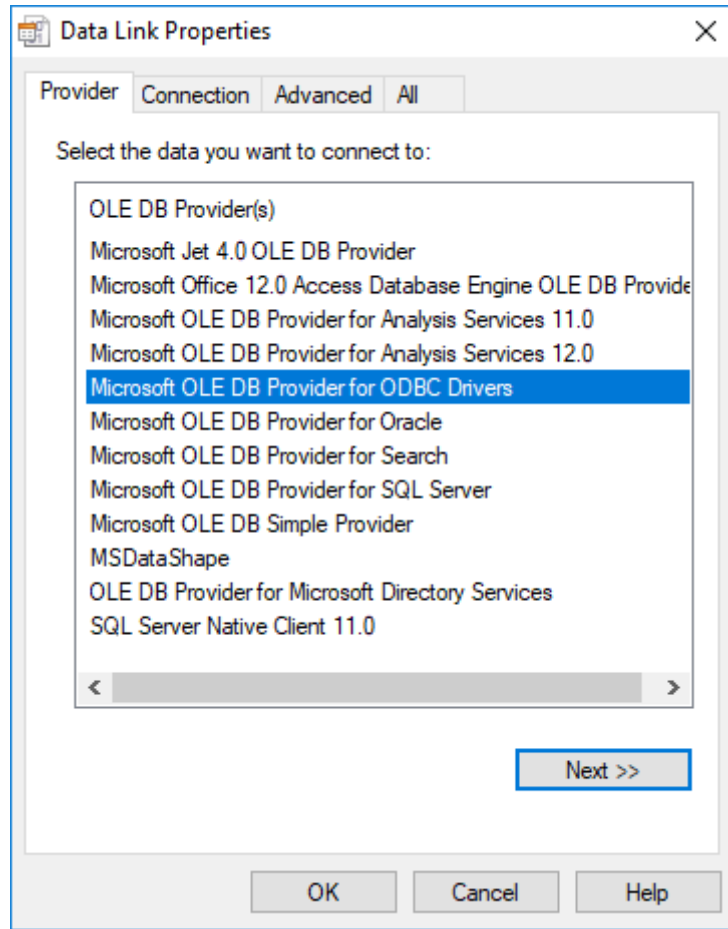 Data Link Properties
Provider Connection Advanced All
Select the data you want to connect to:
OLE DB Provider(s)
Microsoft Jet 4.0 OLE DB Provider
Microsoft Office 12.0 Access Database Engine OLE DB Provide
Microsoft OLE DB Provider for Analysis Services 11.0
Microsoft OLE DB Provider for Analysis Services 12.0
Microsoft OLE DB Provider for ODBC Drivers
Microsoft OLE DB Provider for Oracle
Microsoft OLE DB Provider for Search
Microsoft OLE DB Provider for SQL Server
Microsoft OLE DB Simple Provider
MSDataShape
OLE DB Provider for Microsoft Directory Services
SQL Server Native Client 11.0
Next >>
OK Cancel Help